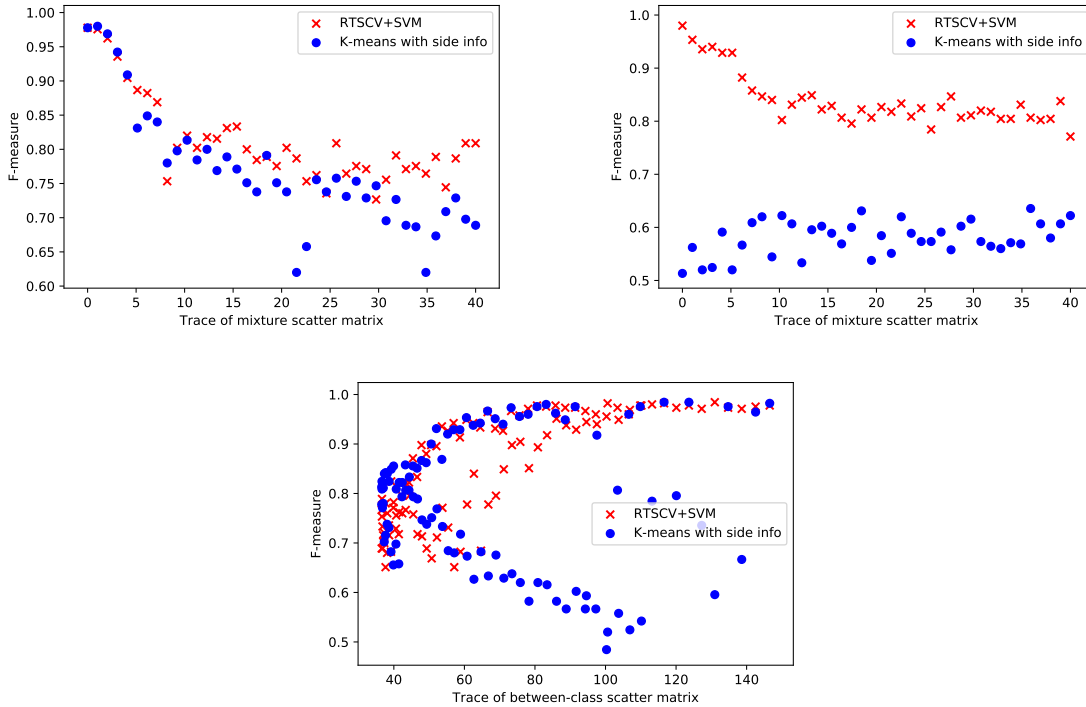 1.00
0.95
0.90
0.85
0.80
0.75
0.70
0.65
0.60
F-measure
0 5 10 15 20 25 30 35 40
Trace of mixture scatter matrix
RTSCV+SVM
K-means with side info
1.0
0.9
0.8
0.7
0.6
0.5
F-measure
0 5 10 15 20 25 30 35 40
Trace of mixture scatter matrix
RTSCV+SVM
K-means with side info
1.0
0.9
0.8
0.7
0.6
0.5
F-measure
40 60 80 100 120 140
Trace of between-class scatter matrix
RTSCV+SVM
K-means with side info